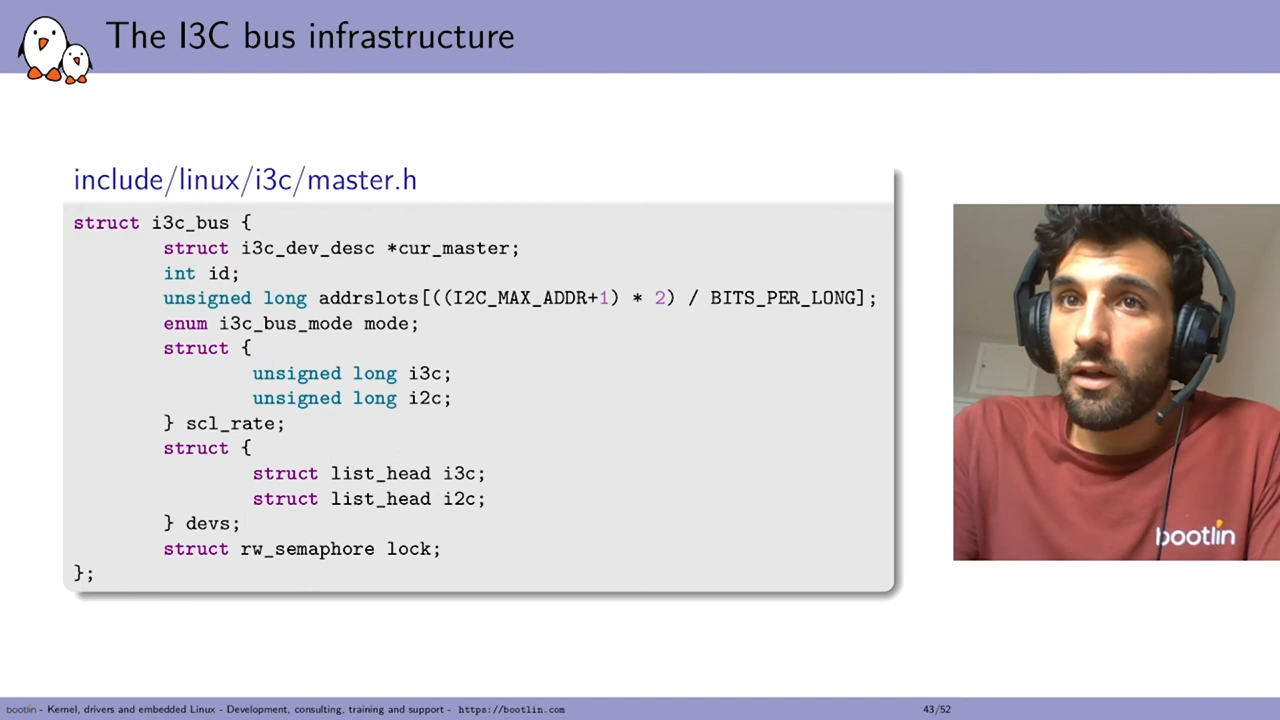 The I3C bus infrastructure
include/linux/i3c/master.h
struct i3c_bus {
struct i3c_dev_desc *cur_master;
int id;
unsigned long addrslots[((I2C_MAX_ADDR+1) * 2) / BITS_PER_LONG];
enum i3c_bus_mode mode;
struct {
unsigned long i3c;
unsigned long i2c;
} scl_rate;
struct {
struct list_head i3c;
struct list_head i2c;
} devs;
struct rw_semaphore lock;
};
bootlin
bootlin - Kernel, drivers and embedded Linux - Development, consulting, training and support - https://bootlin.com
43/52